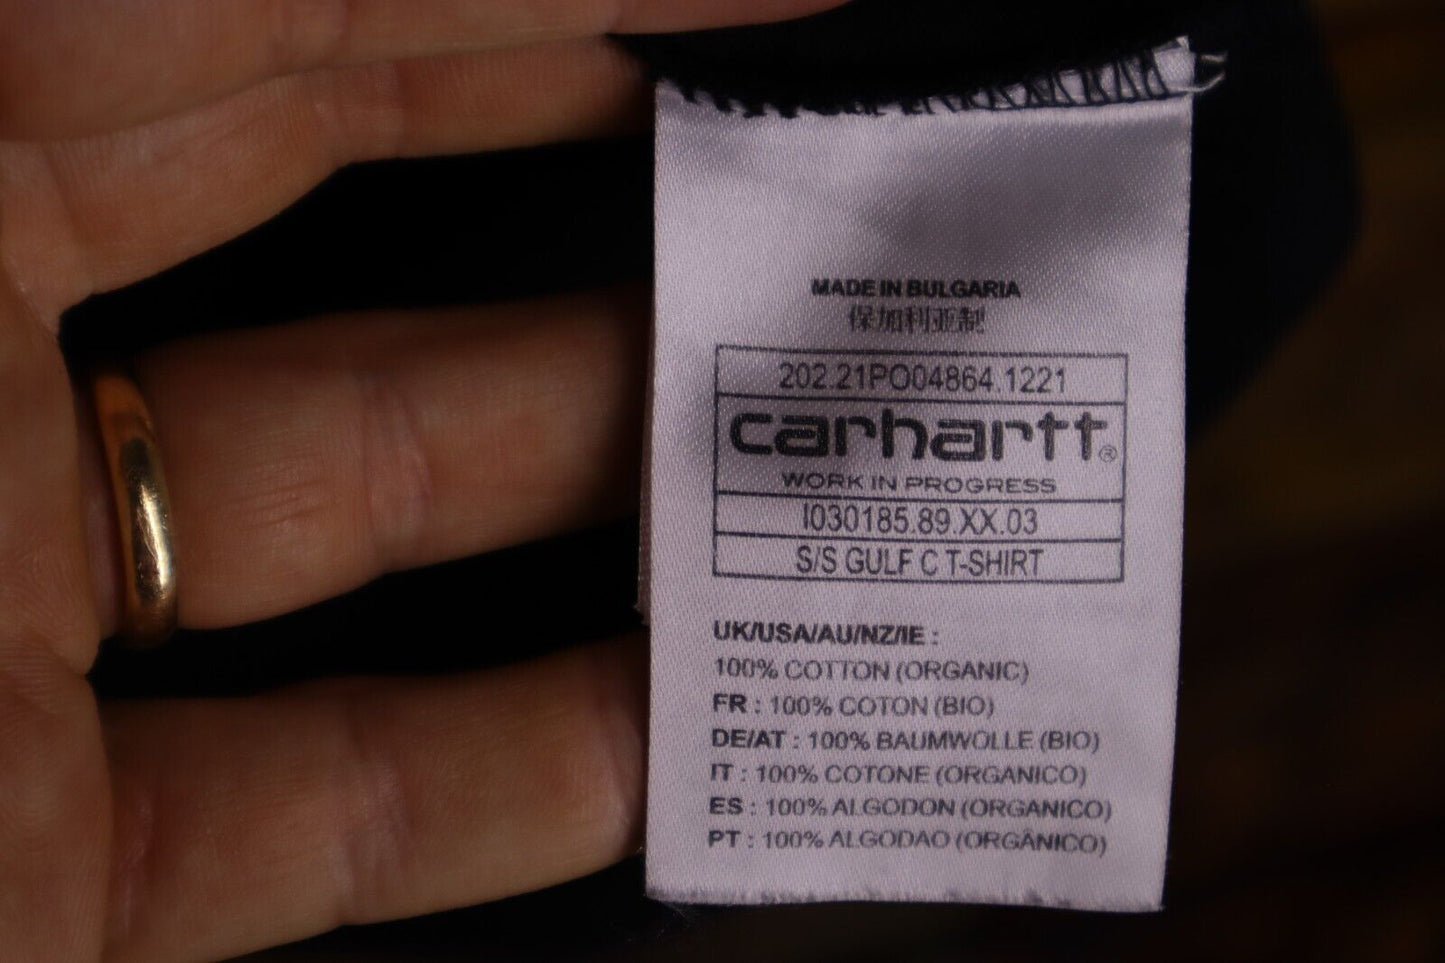 MADE IN BULGARIA
保加利亚制
202.21PO04864.1221
carhartt®
WORK IN PROGRESS
I030185.89.XX.03
S/S GULF C T-SHIRT
UK/USA/AU/NZ/IE :
100% COTTON (ORGANIC)
FR : 100% COTON (BIO)
DE/AT : 100% BAUMWOLLE (BIO)
IT : 100% COTONE (ORGANICO)
ES : 100% ALGODON (ORGANICO)
PT : 100% ALGODAO (ORGÂNICO)